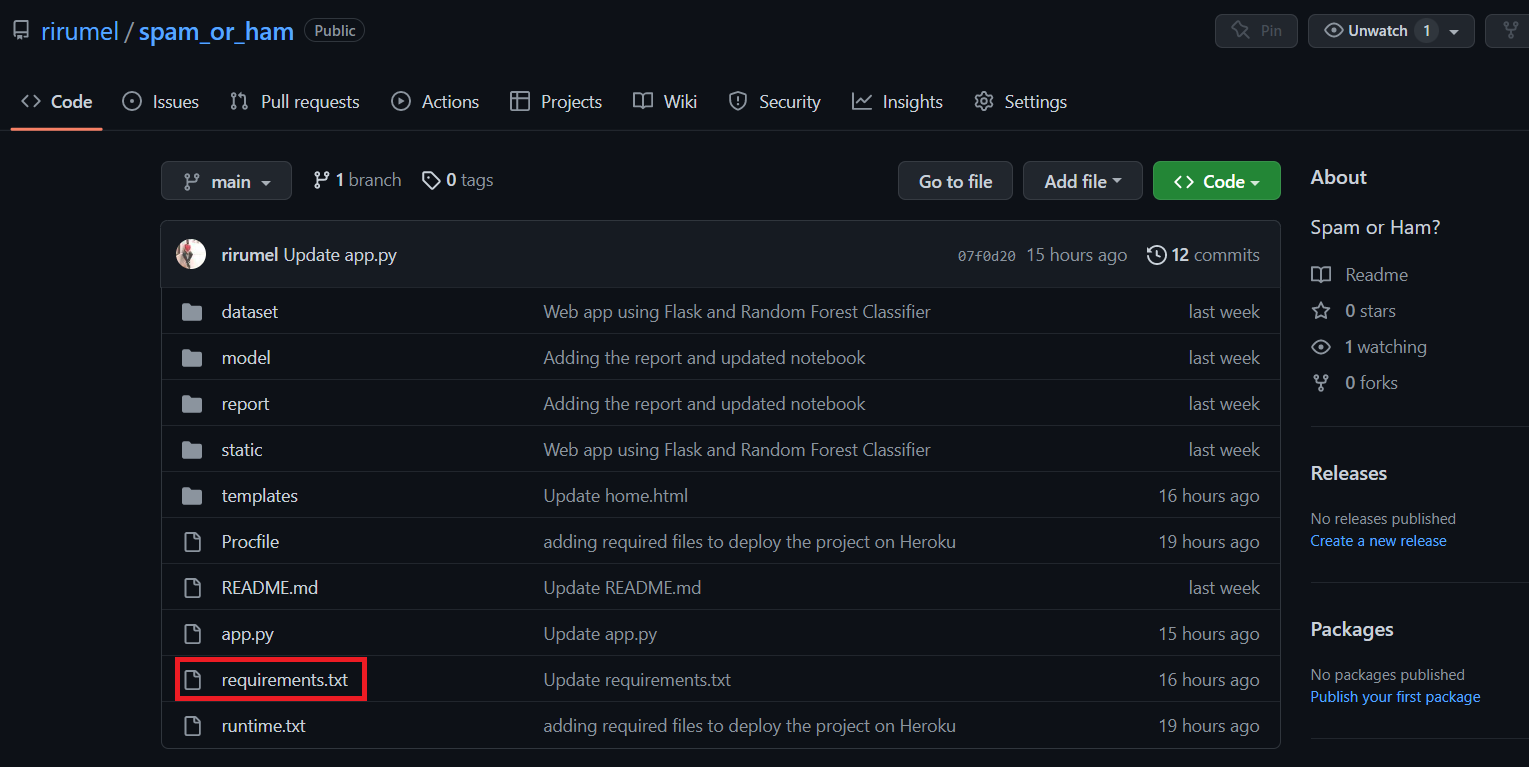 rirumel / spam_or_ham Public Pin Unwatch 1
Code Issues Pull requests Actions Projects Wiki Security Insights Settings
main 1 branch 0 tags Go to file Add file Code
rirumel Update app.py 07f0d20 15 hours ago 12 commits
dataset Web app using Flask and Random Forest Classifier last week
model Adding the report and updated notebook last week
report Adding the report and updated notebook last week
static Web app using Flask and Random Forest Classifier last week
templates Update home.html 16 hours ago
Procfile adding required files to deploy the project on Heroku 19 hours ago
README.md Update README.md last week
app.py Update app.py 15 hours ago
requirements.txt Update requirements.txt 16 hours ago
runtime.txt adding required files to deploy the project on Heroku 19 hours ago
About
Spam or Ham?
Readme
0 stars
1 watching
0 forks
Releases
No releases published
Create a new release
Packages
No packages published
Publish your first package